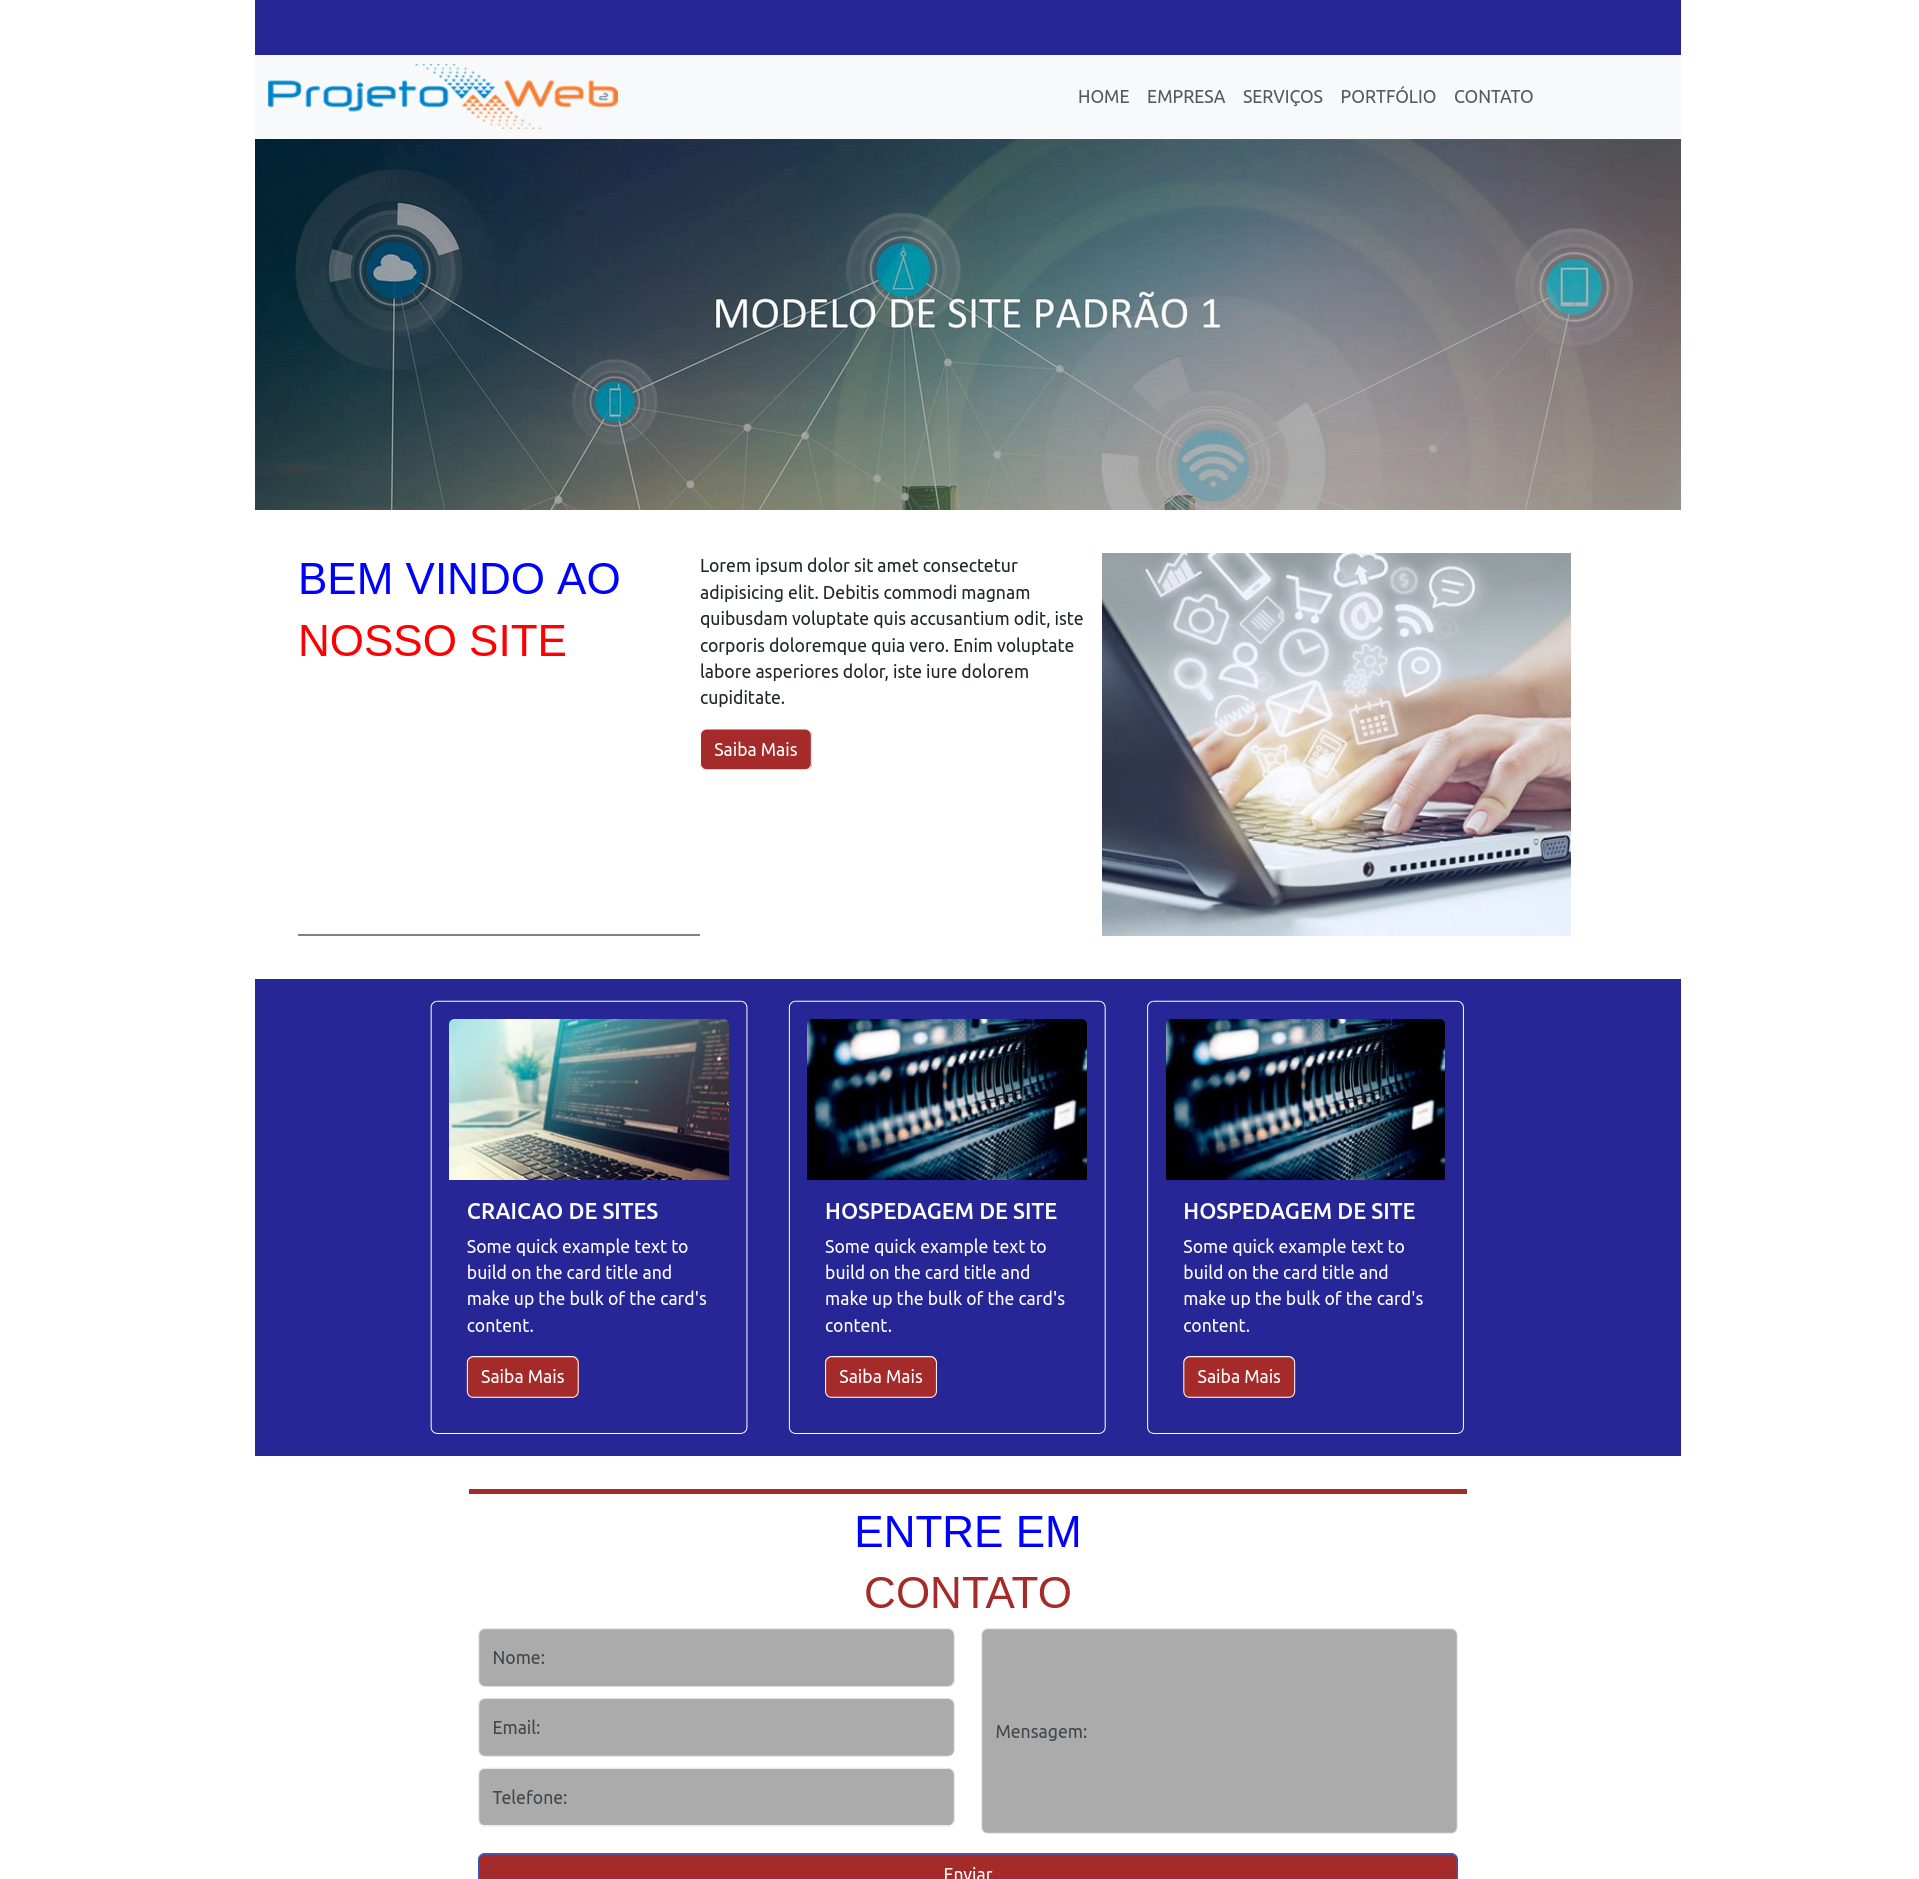 ProjetoWeb
HOME EMPRESA SERVIÇOS PORTFÓLIO CONTATO
MODELO DE SITE PADRÃO 1
BEM VINDO AO
NOSSO SITE
Lorem ipsum dolor sit amet consectetur
adipisicing elit. Debitis commodi magnam
quibusdam voluptate quis accusantium odit, iste
corporis doloremque quia vero. Enim voluptate
labore asperiores dolor, iste iure dolorem
cupiditate.
Saiba Mais
www
CRAICAO DE SITES
Some quick example text to
build on the card title and
make up the bulk of the card's
content.
Saiba Mais
HOSPEDAGEM DE SITE
Some quick example text to
build on the card title and
make up the bulk of the card's
content.
Saiba Mais
HOSPEDAGEM DE SITE
Some quick example text to
build on the card title and
make up the bulk of the card's
content.
Saiba Mais
ENTRE EM
CONTATO
Nome:
Email:
Telefone:
Mensagem:
Enviar